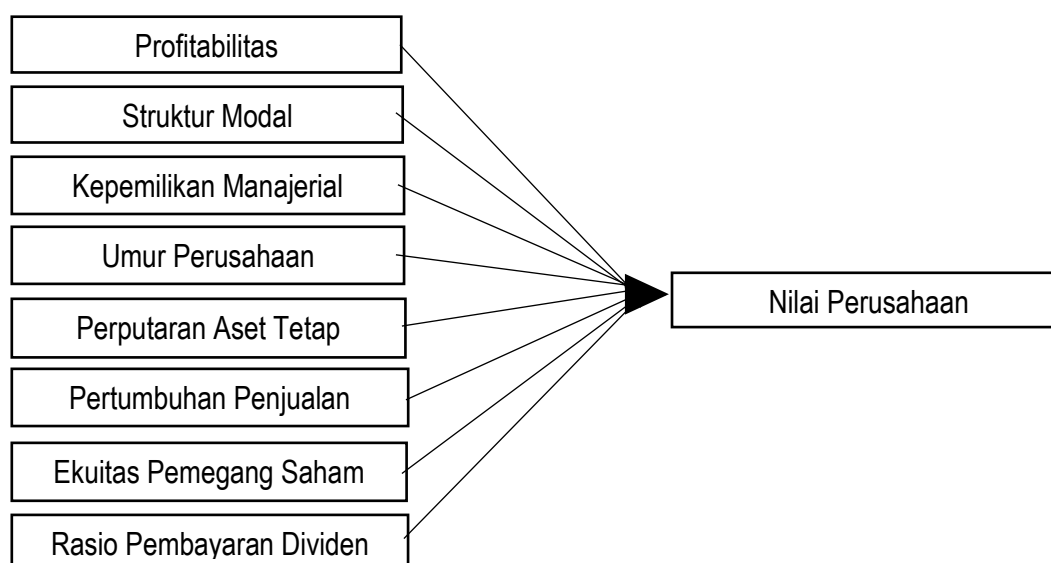 Profitabilitas
Struktur Modal
Kepemilikan Manajerial
Umur Perusahaan
Perputaran Aset Tetap
Pertumbuhan Penjualan
Ekuitas Pemegang Saham
Rasio Pembayaran Dividen
Nilai Perusahaan